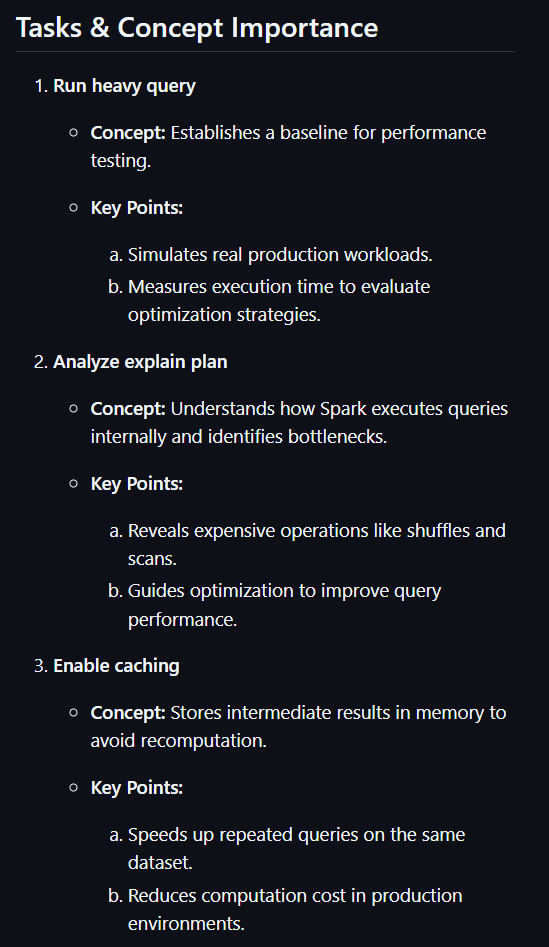 Tasks & Concept Importance
1. Run heavy query
Concept: Establishes a baseline for performance
testing.
Key Points:
a. Simulates real production workloads.
b. Measures execution time to evaluate
optimization strategies.
2. Analyze explain plan
Concept: Understands how Spark executes queries
internally and identifies bottlenecks.
Key Points:
a. Reveals expensive operations like shuffles and
scans.
b. Guides optimization to improve query
performance.
3. Enable caching
Concept: Stores intermediate results in memory to
avoid recomputation.
Key Points:
a. Speeds up repeated queries on the same
dataset.
b. Reduces computation cost in production
environments.